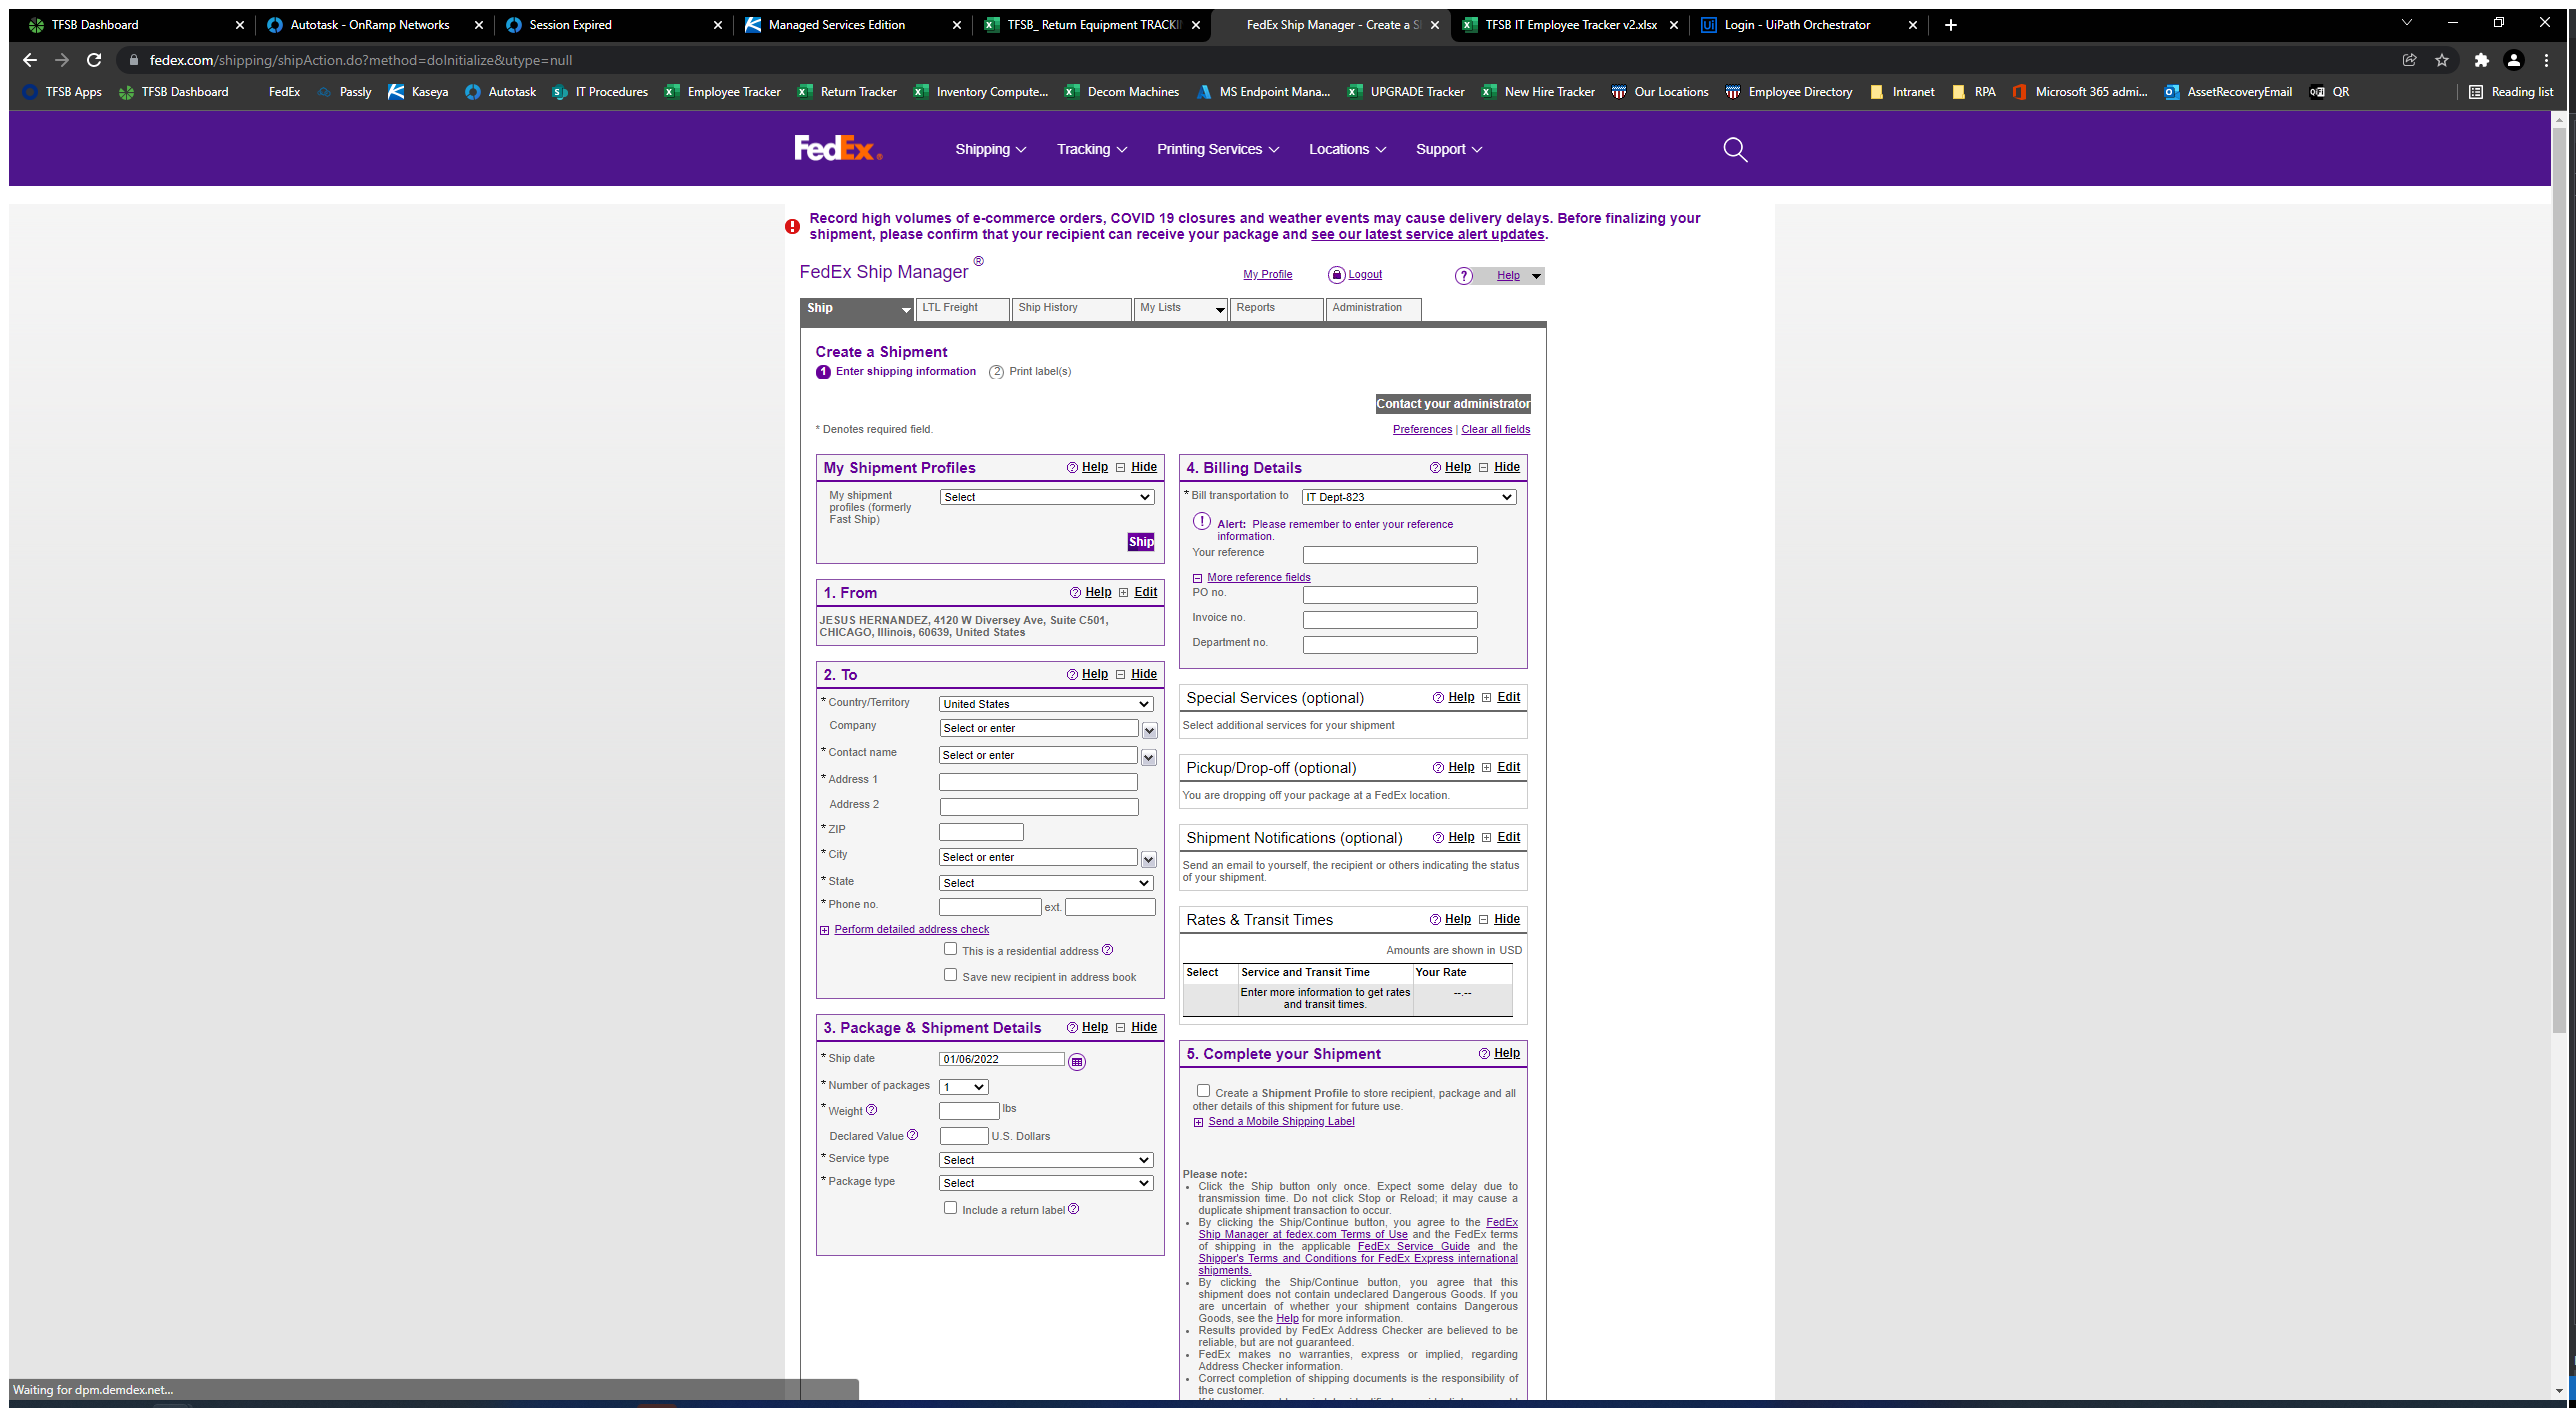 TFSB Dashboard
Autotask - OnRamp Networks
Session Expired
Managed Services Edition
TFSB_ Return Equipment TRACKI
FedEx Ship Manager - Create a S
TFSB IT Employee Tracker v2.xlsx
Login - UiPath Orchestrator
fedex.com/shipping/shipAction.do?method=doInitialize&utype=null
TFSB Apps TFSB Dashboard FedEx Passly Kaseya Autotask IT Procedures Employee Tracker Return Tracker Inventory Compute... Decom Machines MS Endpoint Mana... UPGRADE Tracker New Hire Tracker Our Locations Employee Directory Intranet RPA Microsoft 365 admi... AssetRecoveryEmail QR Reading list
FedEx®
Shipping Tracking Printing Services Locations Support
Record high volumes of e-commerce orders, COVID 19 closures and weather events may cause delivery delays. Before finalizing your
shipment, please confirm that your recipient can receive your package and see our latest service alert updates.
FedEx Ship Manager ®
My Profile Logout ? Help
Ship LTL Freight Ship History My Lists Reports Administration
Create a Shipment
1 Enter shipping information 2 Print label(s)
Contact your administrator
* Denotes required field.
Preferences | Clear all fields
My Shipment Profiles ? Help Hide
My shipment
profiles (formerly
Fast Ship)
Select
Ship
1. From ? Help Edit
JESUS HERNANDEZ, 4120 W Diversey Ave, Suite C501,
CHICAGO, Illinois, 60639, United States
2. To ? Help Hide
* Country/Territory United States
Company Select or enter
* Contact name Select or enter
* Address 1
Address 2
* ZIP
* City Select or enter
* State Select
* Phone no. ext.
Perform detailed address check
This is a residential address ?
Save new recipient in address book
3. Package & Shipment Details ? Help Hide
* Ship date 01/06/2022
* Number of packages 1
* Weight ? lbs
Declared Value ? U.S. Dollars
* Service type Select
* Package type Select
Include a return label ?
4. Billing Details ? Help Hide
* Bill transportation to IT Dept-823
! Alert: Please remember to enter your reference
information.
Your reference
More reference fields
PO no.
Invoice no.
Department no.
Special Services (optional) ? Help Edit
Select additional services for your shipment
Pickup/Drop-off (optional) ? Help Edit
You are dropping off your package at a FedEx location.
Shipment Notifications (optional) ? Help Edit
Send an email to yourself, the recipient or others indicating the status
of your shipment.
Rates & Transit Times ? Help Hide
Amounts are shown in USD
Select Service and Transit Time Your Rate
Enter more information to get rates --.--
and transit times.
5. Complete your Shipment ? Help
Create a Shipment Profile to store recipient, package and all
other details of this shipment for future use.
Send a Mobile Shipping Label
Please note:
• Click the Ship button only once. Expect some delay due to
transmission time. Do not click Stop or Reload; it may cause a
duplicate shipment transaction to occur.
• By clicking the Ship/Continue button, you agree to the FedEx
Ship Manager at fedex.com Terms of Use and the FedEx terms
of shipping in the applicable FedEx Service Guide and the
Shipper's Terms and Conditions for FedEx Express international
shipments.
• By clicking the Ship/Continue button, you agree that this
shipment does not contain undeclared Dangerous Goods. If you
are uncertain of whether your shipment contains Dangerous
Goods, see the Help for more information.
• Results provided by FedEx Address Checker are believed to be
reliable, but are not guaranteed.
• FedEx makes no warranties, express or implied, regarding
Address Checker information.
• Correct completion of shipping documents is the responsibility of
the customer.
Waiting for dpm.demdex.net...